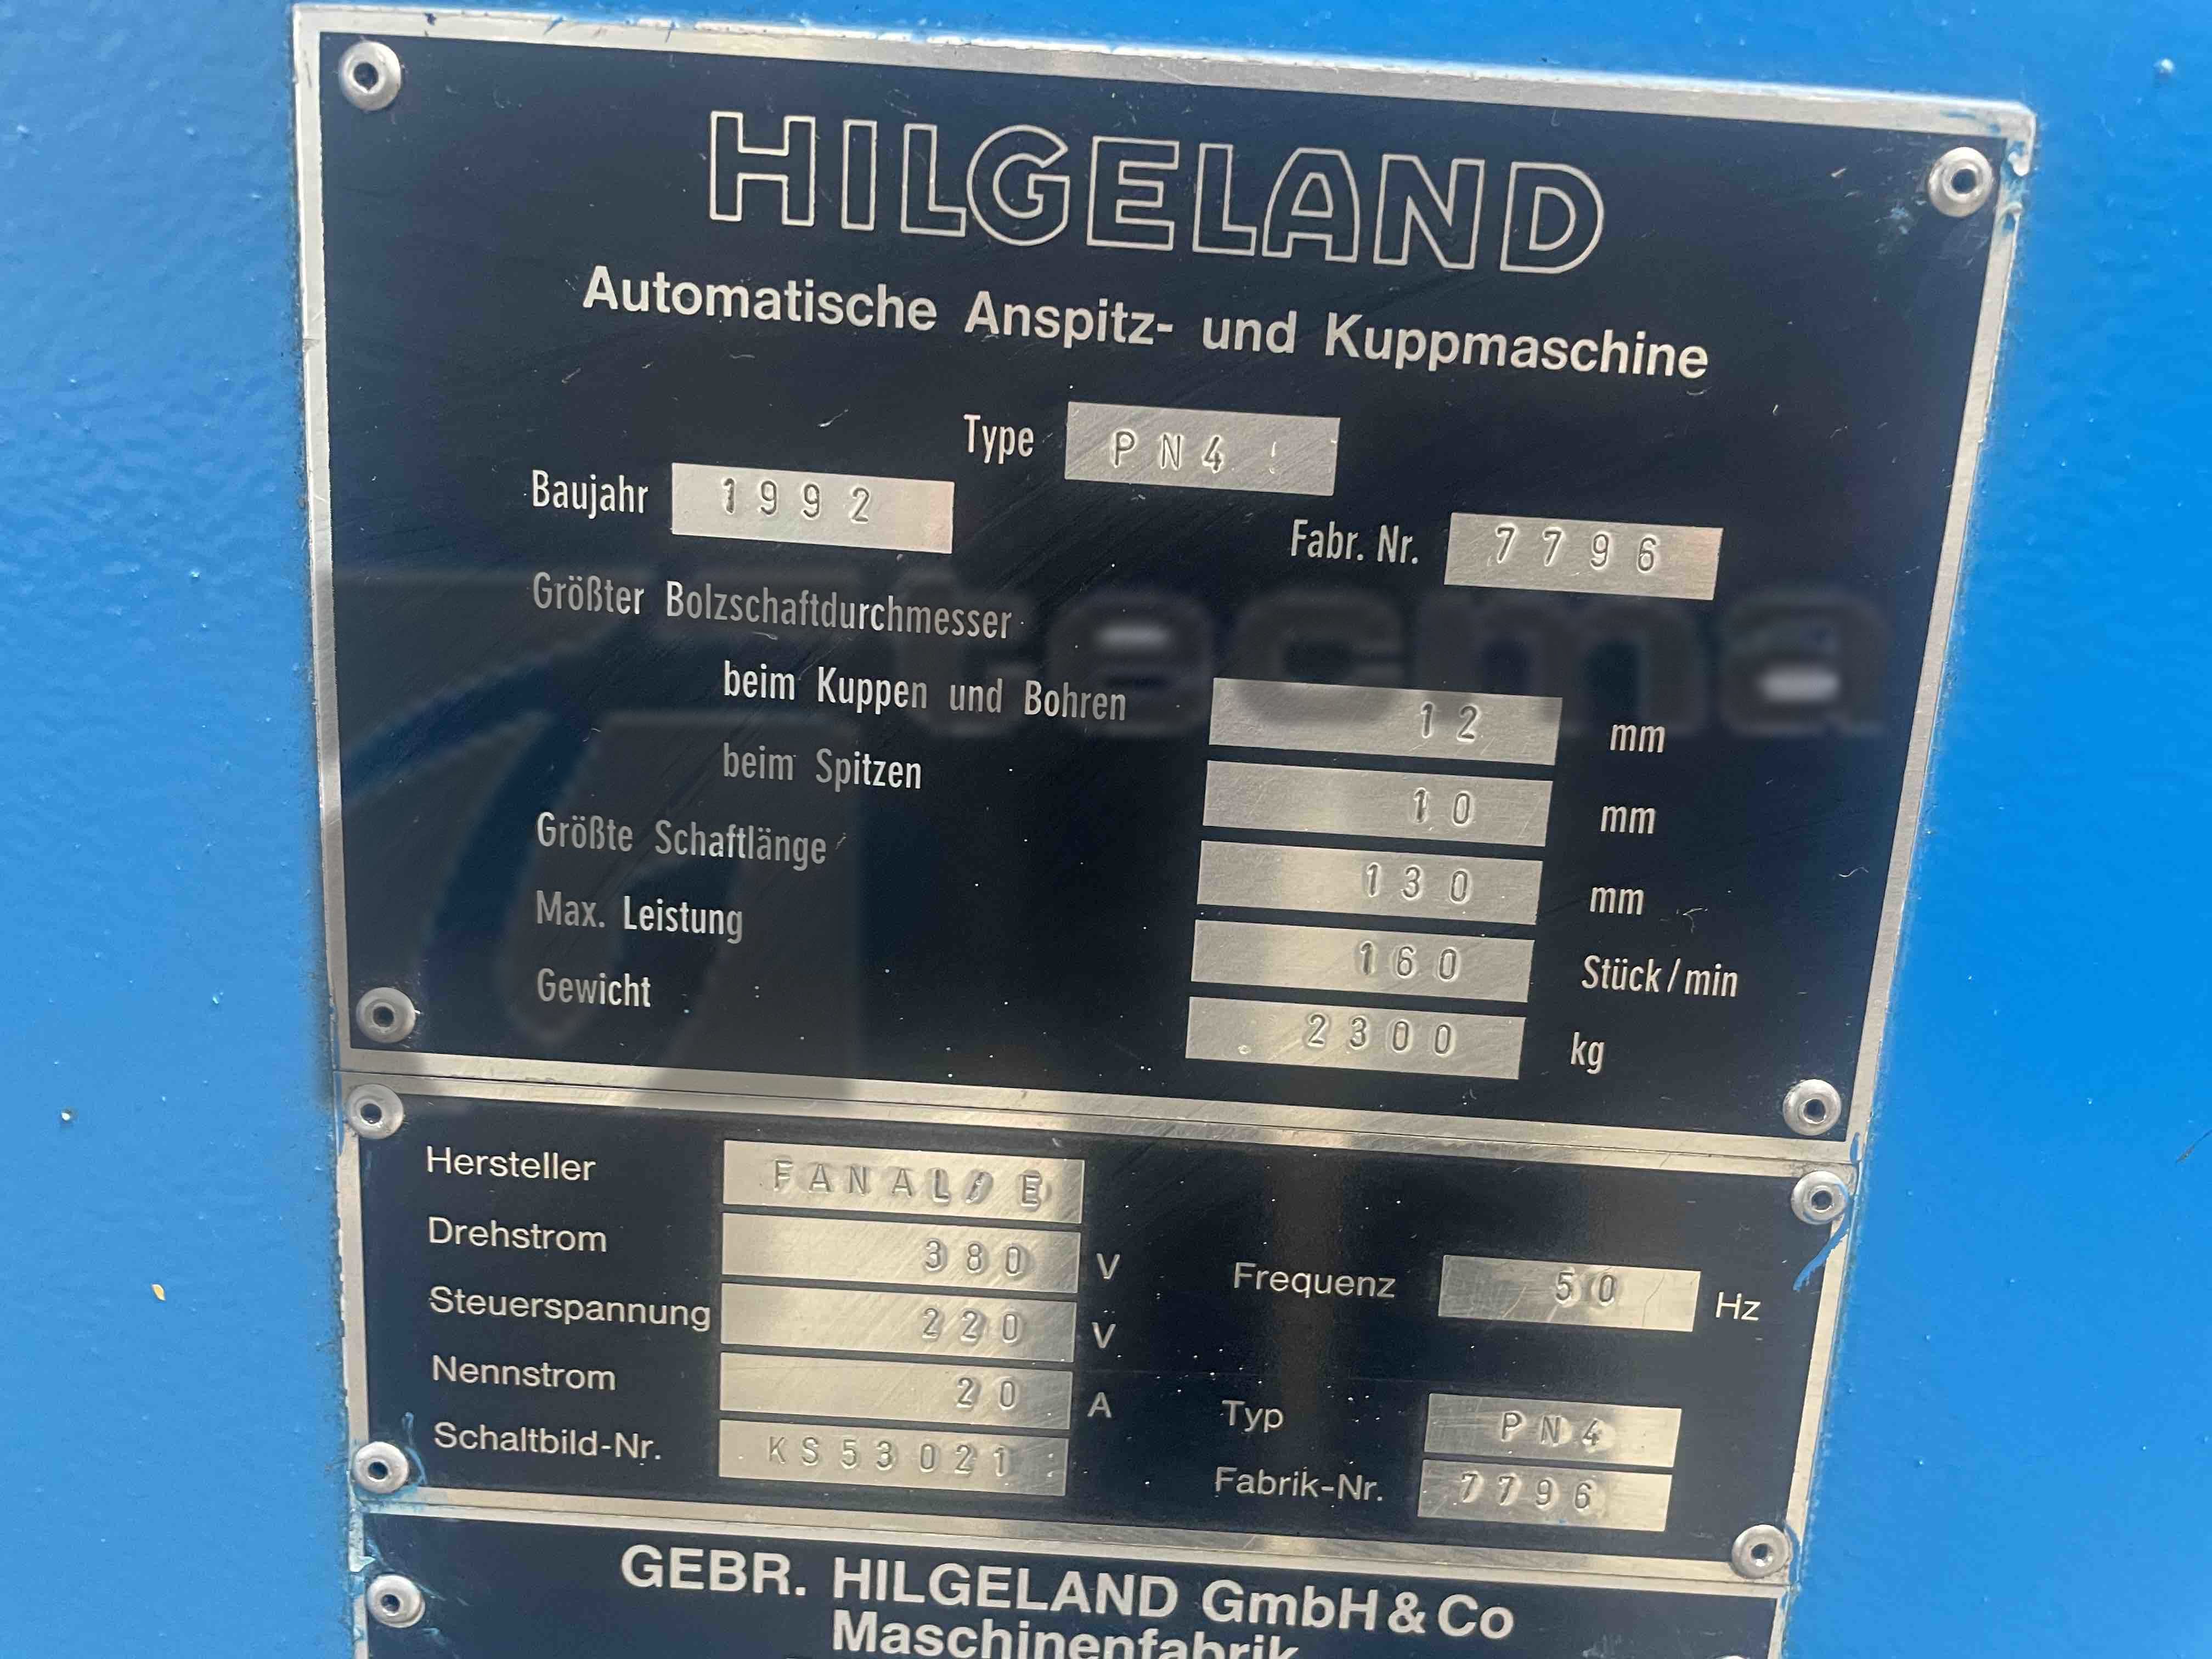 HILGELAND
Automatische Anspitz- und Kuppmaschine
Type PN4
Baujahr 1992 Fabr. Nr. 7796
Größter Bolzschaftdurchmesser
beim Kuppen und Bohren 12 mm
beim Spitzen 10 mm
Größte Schaftlänge 130 mm
Max. Leistung 160 Stück/min
Gewicht 2300 kg
tecma
Hersteller FANAL/E
Drehstrom 380 V Frequenz 50 Hz
Steuerspannung 220 V
Nennstrom 20 A Typ PN4
Schaltbild-Nr. KS53021 Fabrik-Nr. 7796
GEBR. HILGELAND GmbH & Co
Maschinenfabrik